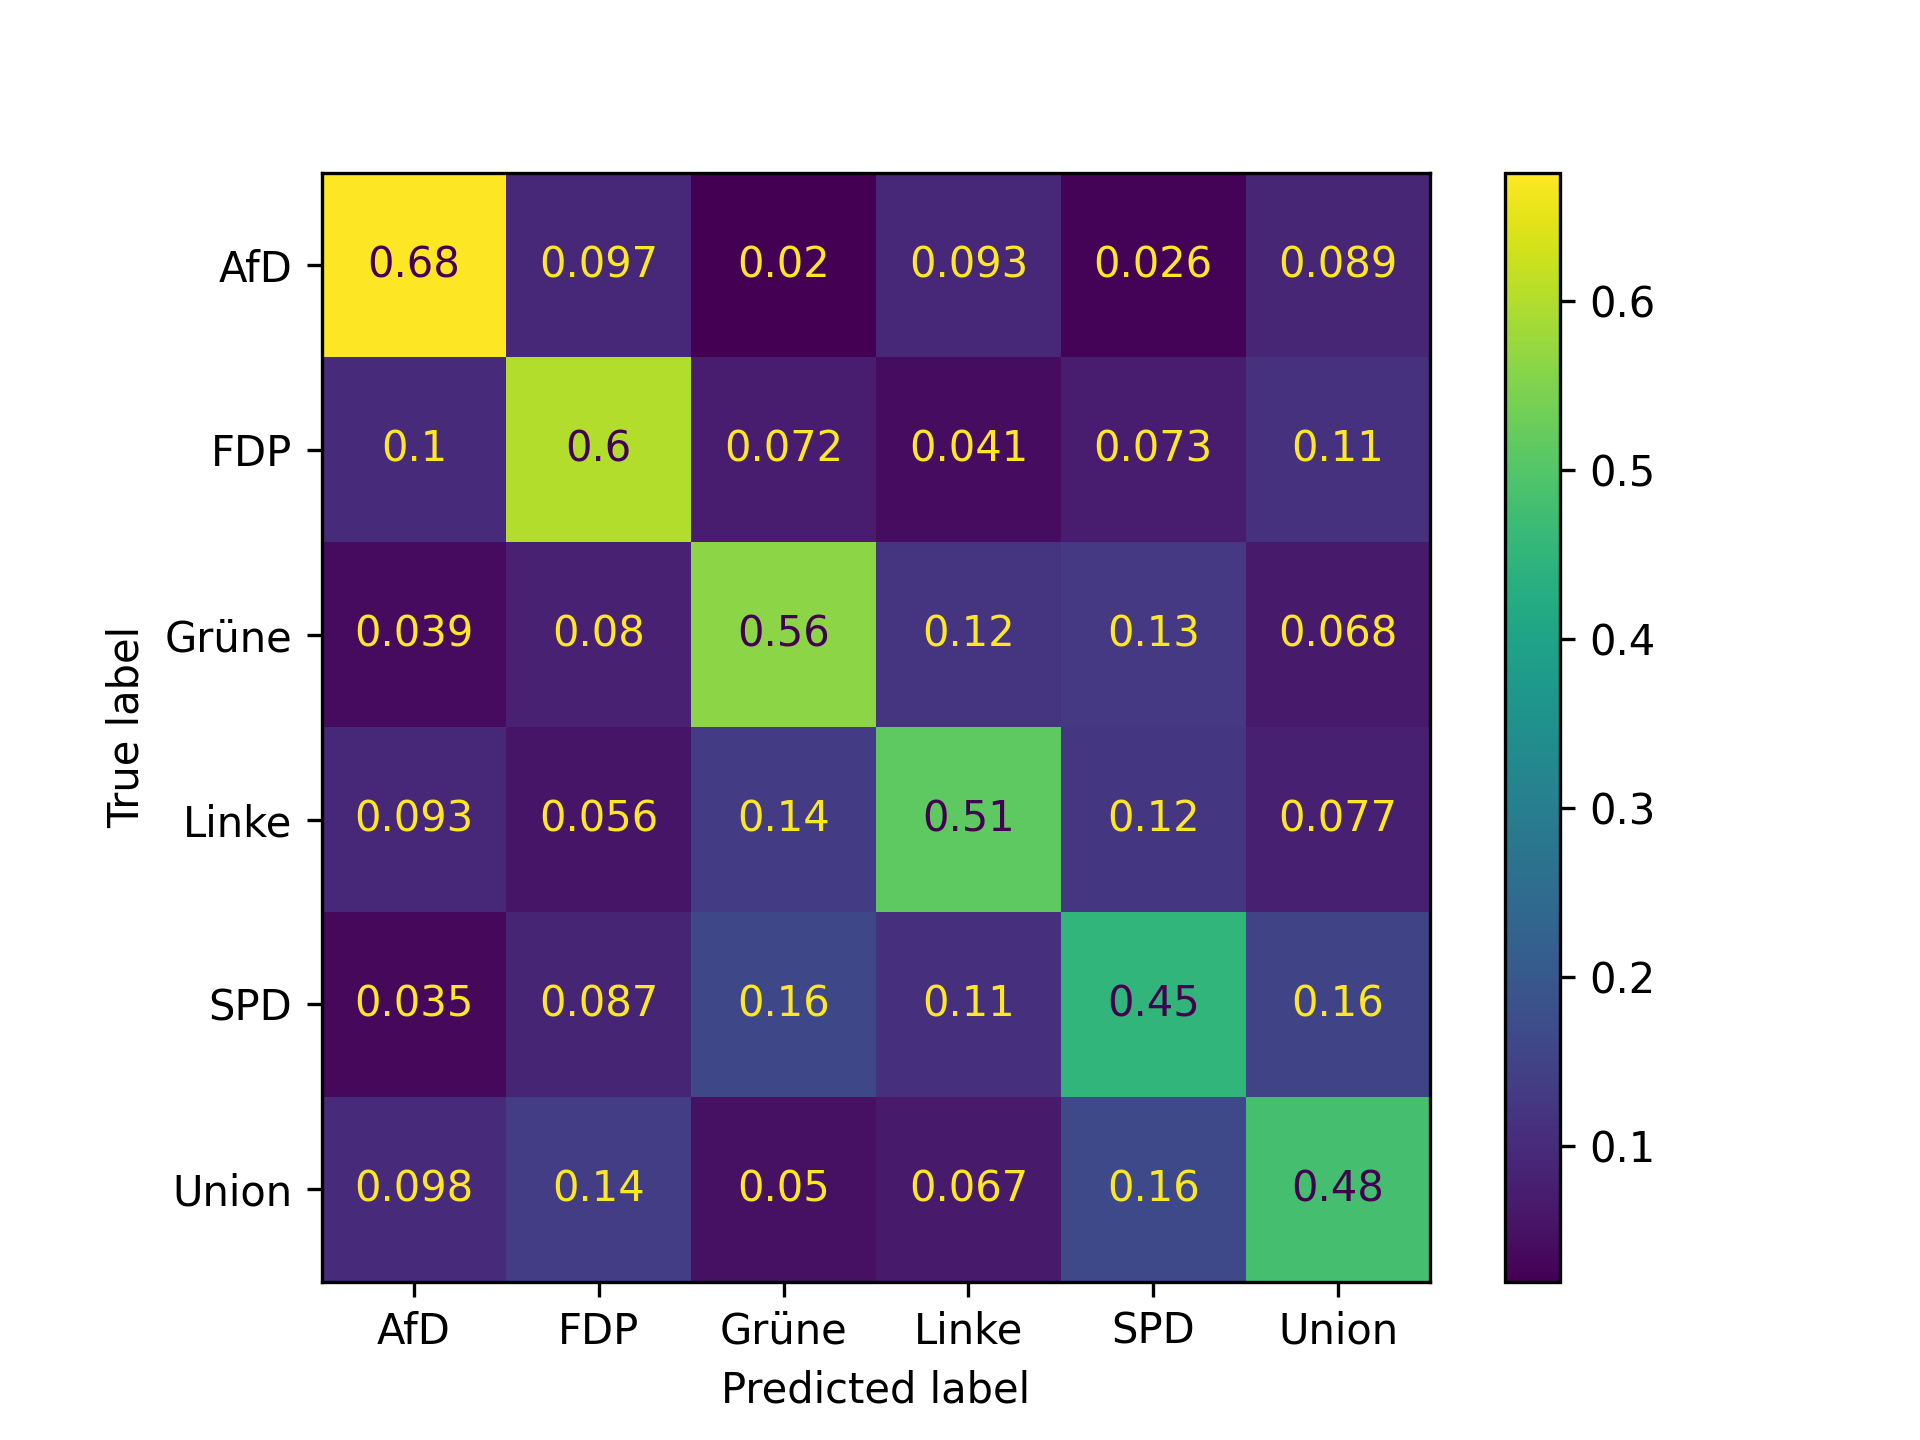 AfD 0.68 0.097 0.02 0.093 0.026 0.089
FDP 0.1 0.6 0.072 0.041 0.073 0.11
Grüne 0.039 0.08 0.56 0.12 0.13 0.068
Linke 0.093 0.056 0.14 0.51 0.12 0.077
SPD 0.035 0.087 0.16 0.11 0.45 0.16
Union 0.098 0.14 0.05 0.067 0.16 0.48
AfD FDP Grüne Linke SPD Union
Predicted label
True label
0.6
0.5
0.4
0.3
0.2
0.1